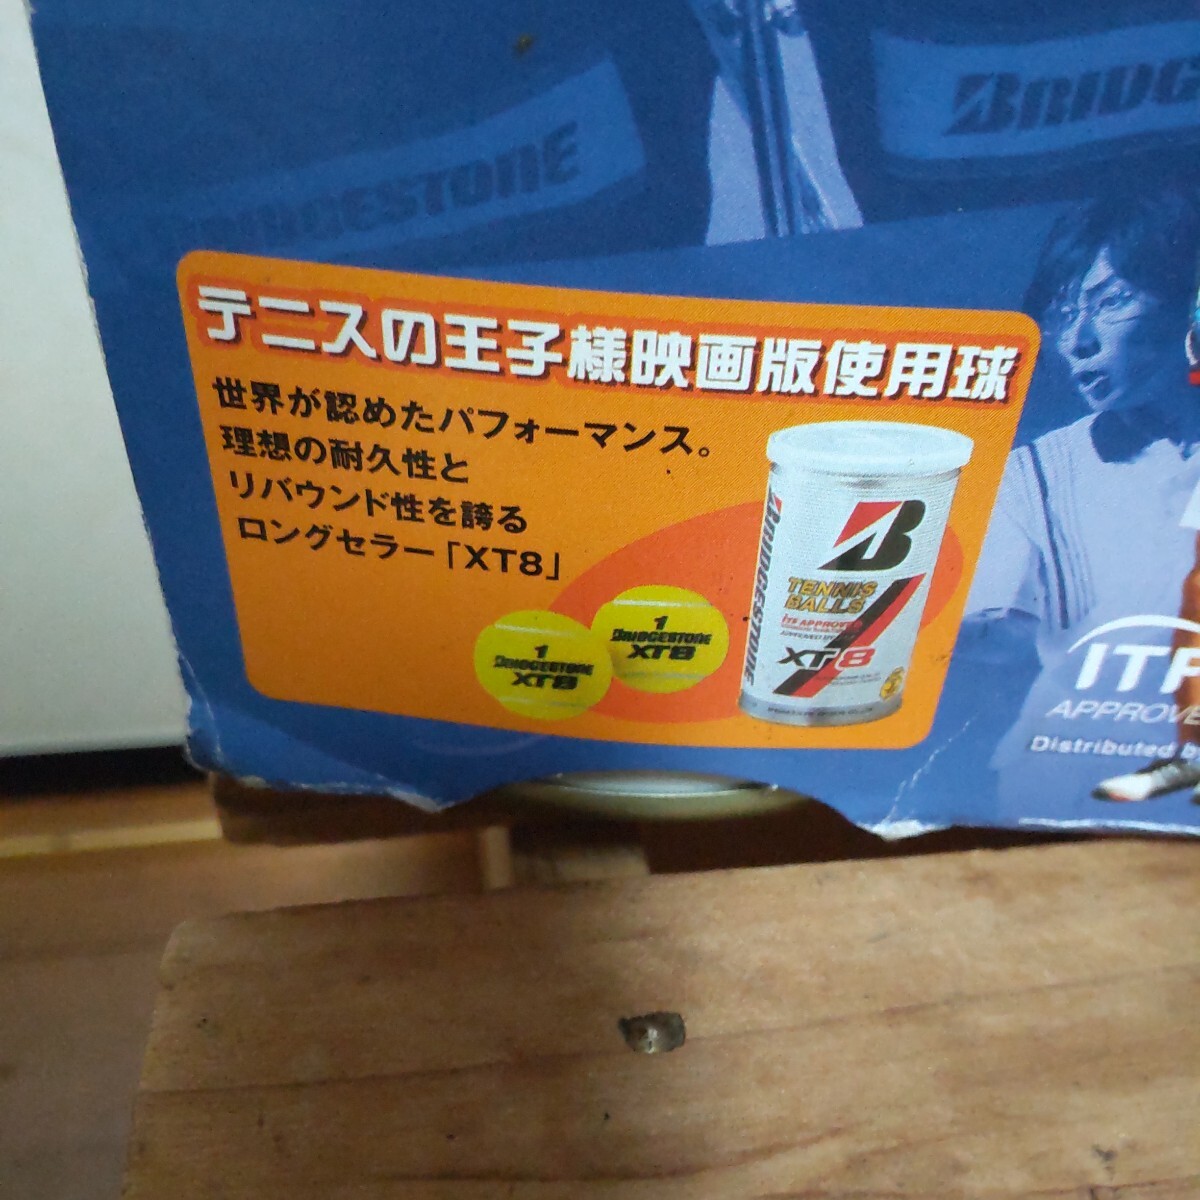 BRIDGESTONE
BRIDGE
テニスの王子様映画版使用球
世界が認めたパフォーマンス。
理想の耐久性と
リバウンド性を誇る
ロングセラー「XT8」
1
BRIDGESTONE
XT8
1
BRIDGESTONE
XT8
BRIDGESTONE
B
TENNIS
BALLS
ITF APPROVED
XT8
ITF
APPROVE
Distributed b